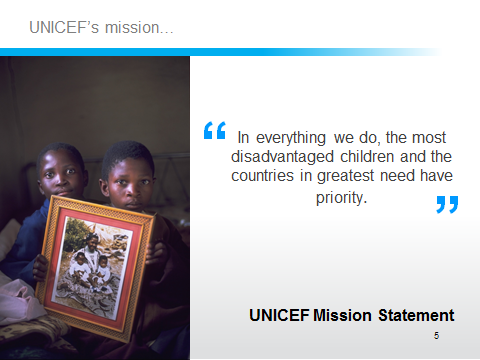 UNICEF's mission…
“ In everything we do, the most
disadvantaged children and the
countries in greatest need have
priority. ”
UNICEF Mission Statement
5